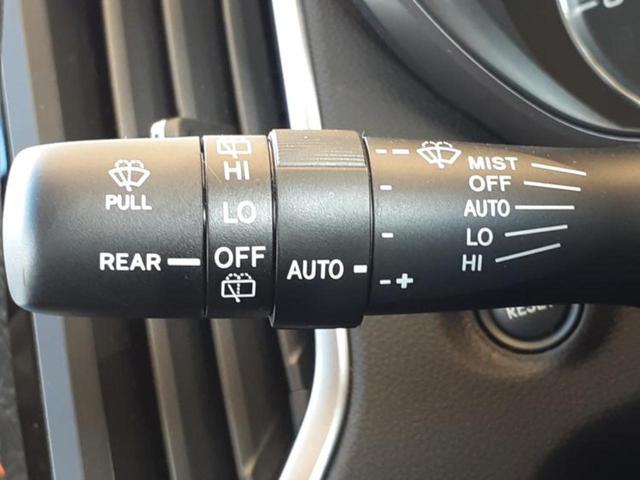 PULL
REAR
HI
LO
OFF
AUTO
--
-
-
-+
MIST
OFF
AUTO
LO
HI